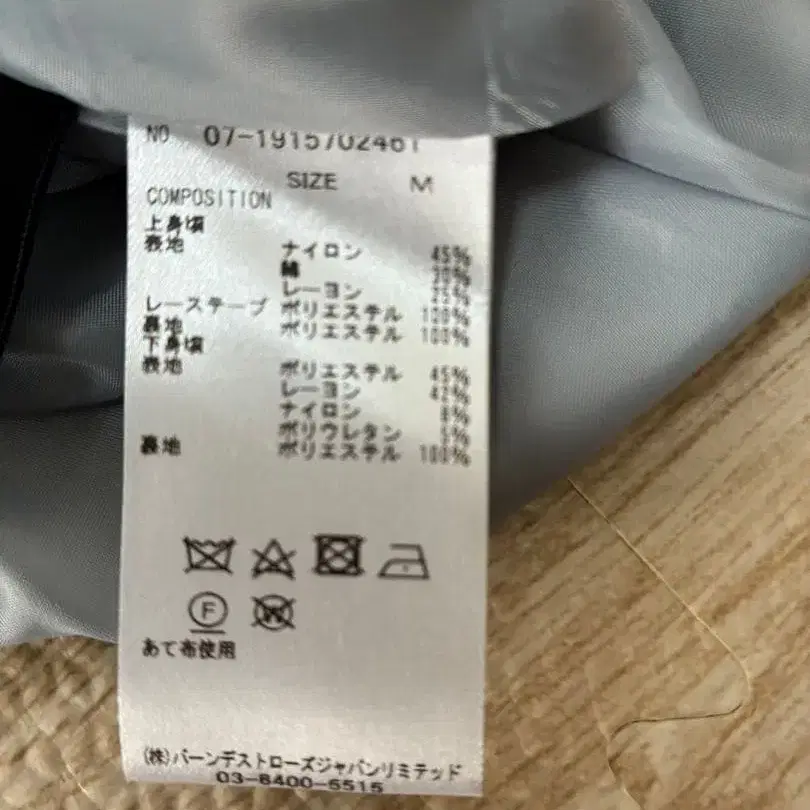 NO 07-1915702461
SIZE M
COMPOSITION
上身頃
表地 ナイロン 45%
綿
レーヨン
レーステープ ポリエステル 100%
裏地 ポリエステル 100%
下身頃
表地 ポリエステル 45%
レーヨン 42%
ナイロン 8%
ポリウレタン 5%
裏地 ポリエステル 100%
F
W
あて布使用
(株)バーンデストローズジャパンリミテッド
03-6400-5515